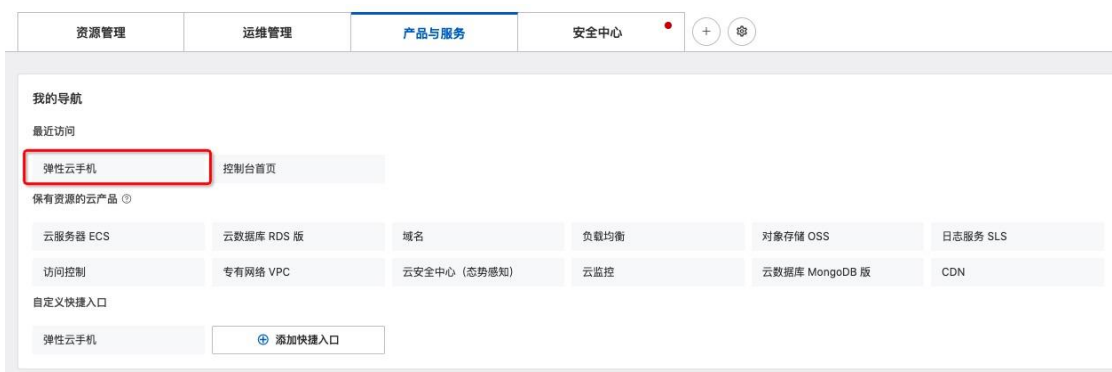 资源管理 运维管理 产品与服务 安全中心
我的导航
最近访问
弹性云手机 控制台首页
保有资源的云产品
云服务器 ECS 云数据库 RDS 版 域名 负载均衡 对象存储 OSS 日志服务 SLS
访问控制 专有网络 VPC 云安全中心（态势感知） 云监控 云数据库 MongoDB 版 CDN
自定义快捷入口
弹性云手机 添加快捷入口